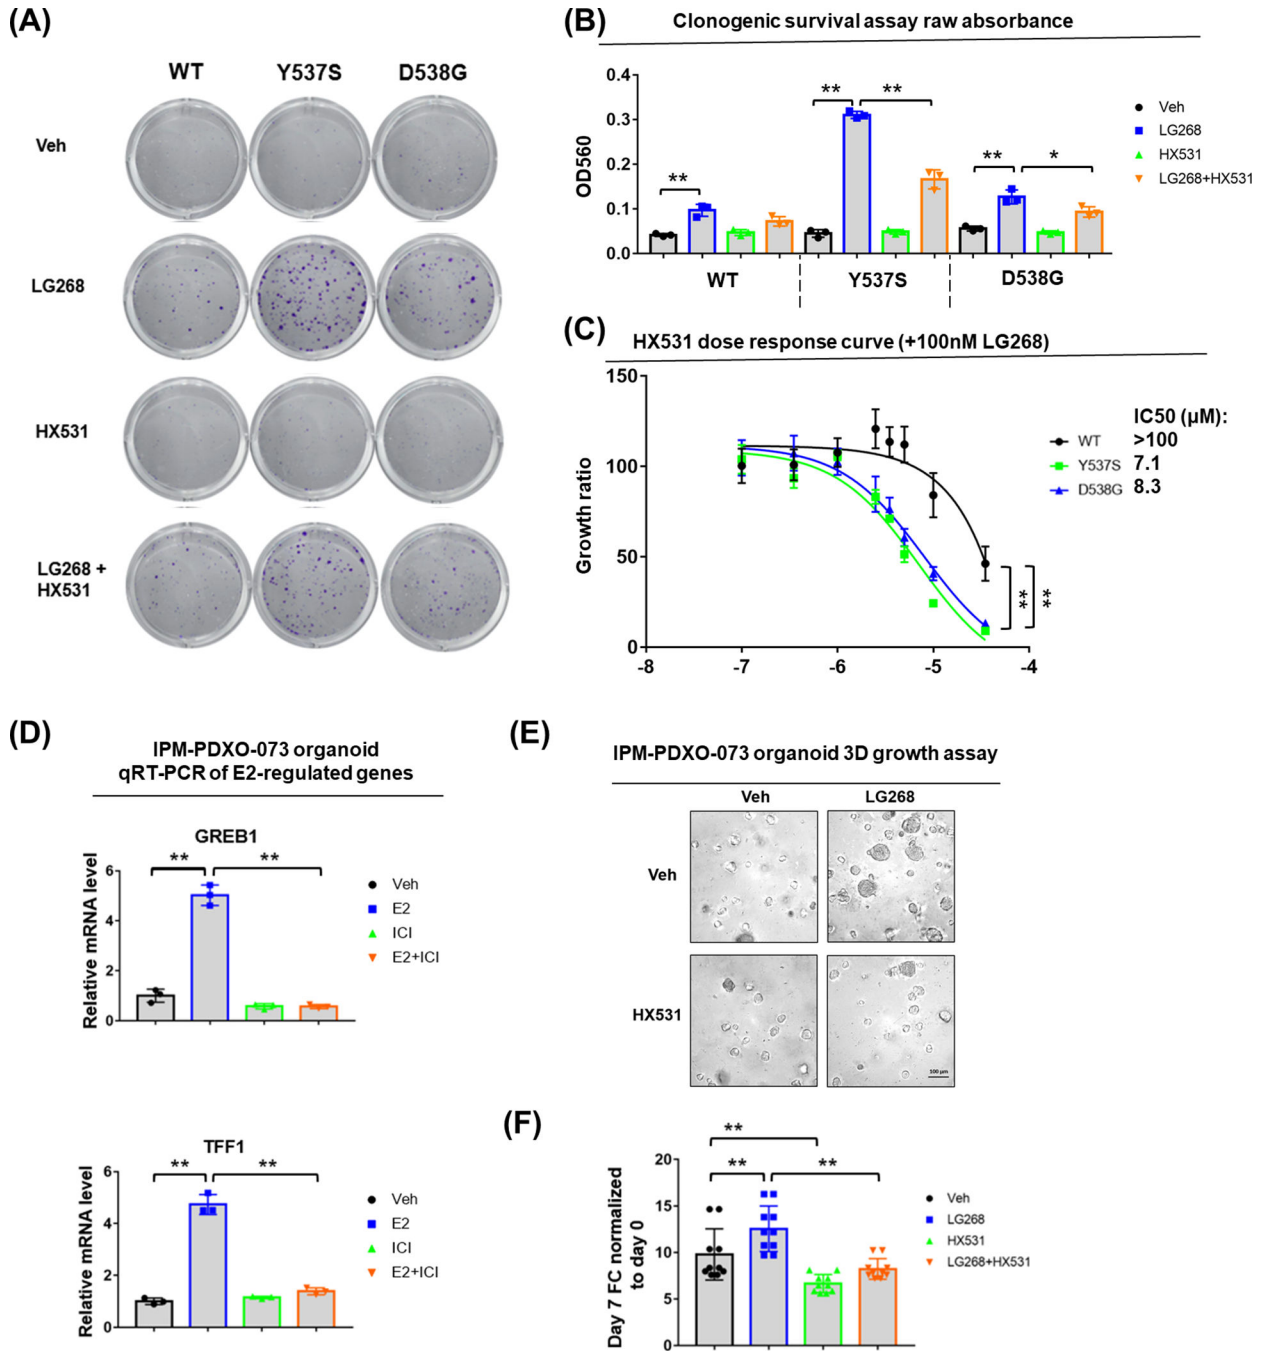 (A)
WT Y537S D538G
Veh
LG268
HX531
LG268 +
HX531
(B)
Clonogenic survival assay raw absorbance
OD560
0.4
0.3
0.2
0.1
0.0
** ** ** ** *
WT Y537S D538G
Veh
LG268
HX531
LG268+HX531
(C)
HX531 dose response curve (+100nM LG268)
Growth ratio
150
100
50
0
-8 -7 -6 -5 -4
**
**
IC50 (µM):
WT >100
Y537S 7.1
D538G 8.3
(D)
IPM-PDXO-073 organoid
qRT-PCR of E2-regulated genes
GREB1
Relative mRNA level
6
4
2
0
** **
Veh
E2
ICI
E2+ICI
TFF1
Relative mRNA level
6
4
2
0
** **
Veh
E2
ICI
E2+ICI
(E)
IPM-PDXO-073 organoid 3D growth assay
Veh LG268
Veh
HX531
100 µm
(F)
Day 7 FC normalized
to day 0
20
15
10
5
0
**
** **
Veh
LG268
HX531
LG268+HX531